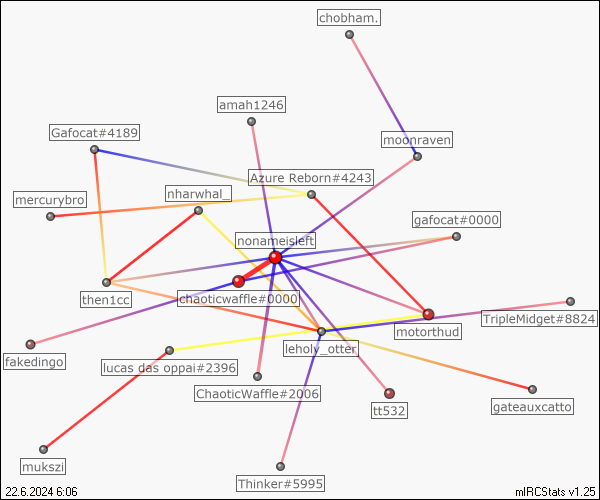 chobham.
amah1246
Gafocat#4189
moonraven
Azure Reborn#4243
nharwhal_
mercurybro
gafocat#0000
nonameisleft
then1cc
chaoticwaffle#0000
TripleMidget#8824
motorthud
leholy_otter
fakedingo
lucas das oppai#2396
ChaoticWaffle#2006
tt532
gateauxcatto
mukszi
Thinker#5995
22.6.2024 6:06
mIRCStats v1.25